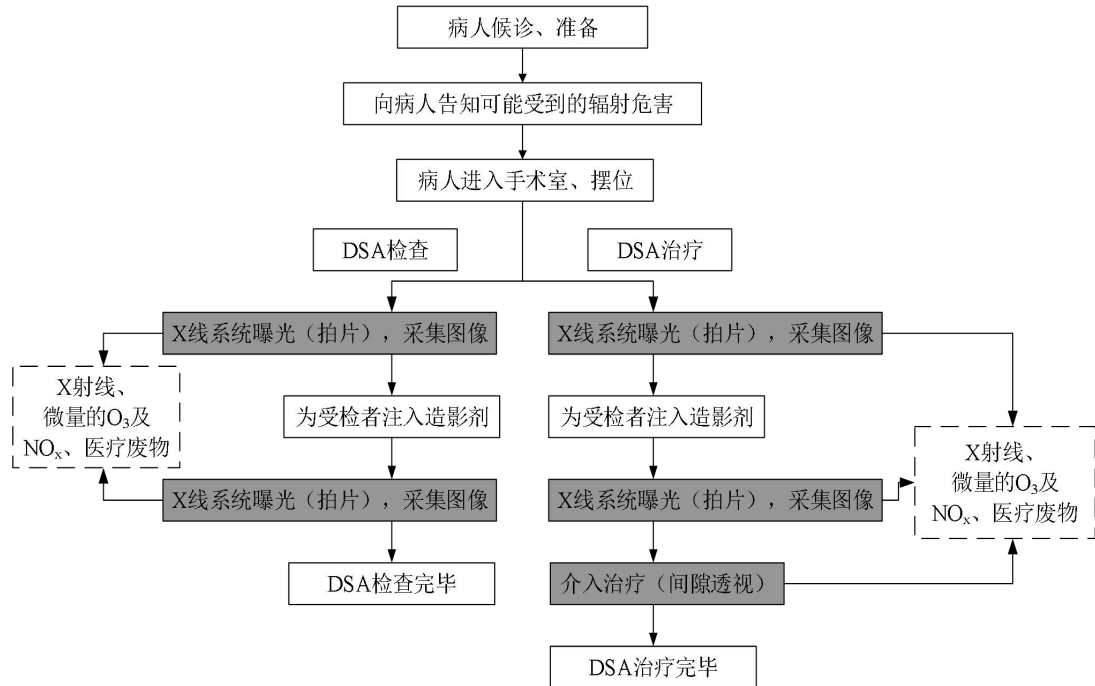 病人候诊、准备
向病人告知可能受到的辐射危害
病人进入手术室、摆位
DSA检查
DSA治疗
X线系统曝光（拍片），采集图像
X线系统曝光（拍片），采集图像
X射线、
微量的O₃及
NOₓ、医疗废物
为受检者注入造影剂
为受检者注入造影剂
X射线、
微量的O₃及
NOₓ、医疗废物
X线系统曝光（拍片），采集图像
X线系统曝光（拍片），采集图像
DSA检查完毕
介入治疗（间隙透视）
DSA治疗完毕